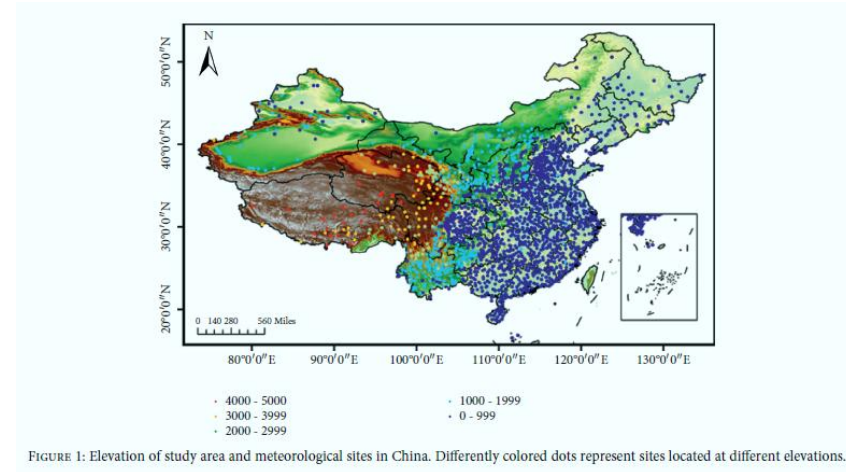 N
50°0'0"N
40°0'0"N
30°0'0"N
20°0'0"N
0 140 280 560 Miles
80°0'0"E 90°0'0"E 100°0'0"E 110°0'0"E 120°0'0"E 130°0'0"E
4000 - 5000
3000 - 3999
2000 - 2999
1000 - 1999
0 - 999
FIGURE 1: Elevation of study area and meteorological sites in China. Differently colored dots represent sites located at different elevations.